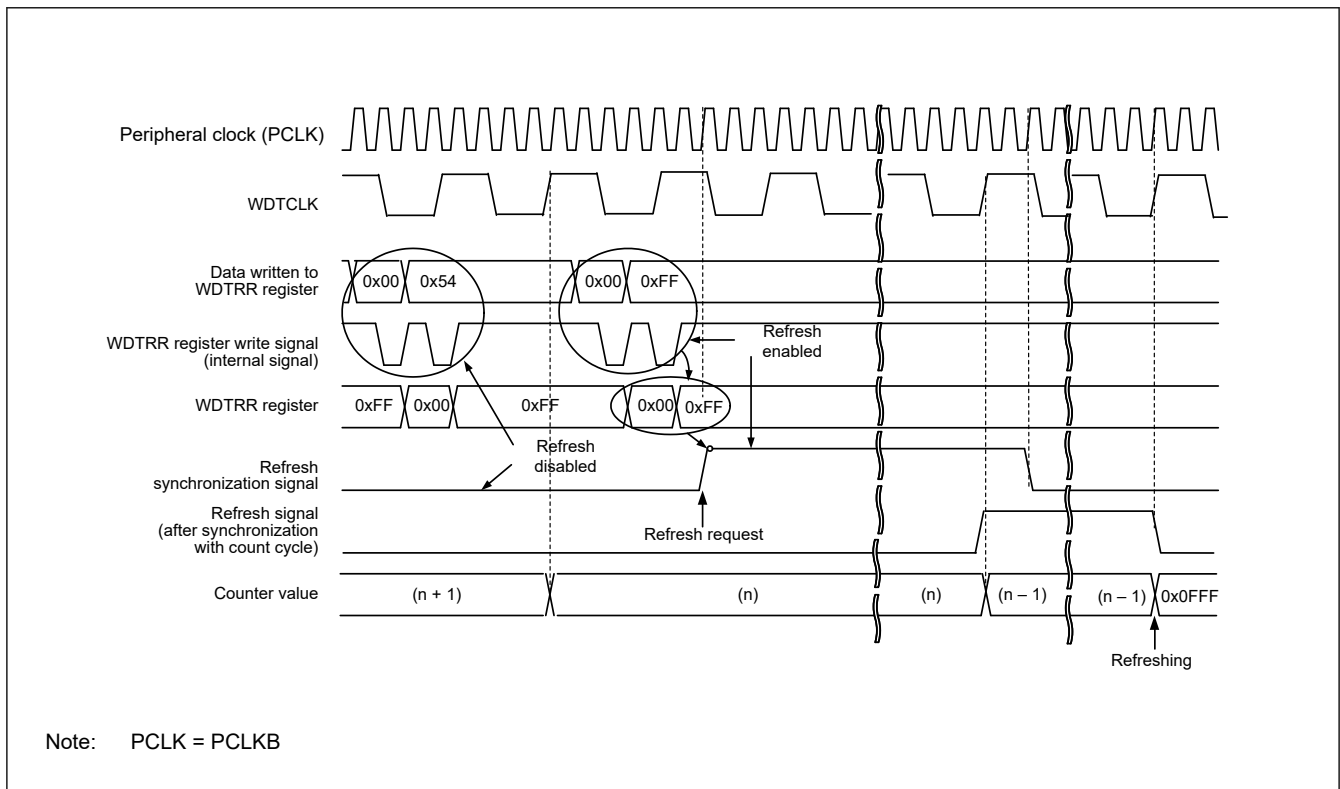 Peripheral clock (PCLK)
WDTCLK
Data written to
WDTRR register
0x00 0x54 0x00 0xFF
WDTRR register write signal
(internal signal)
Refresh
enabled
WDTRR register
0xFF 0x00 0xFF 0x00 0xFF
Refresh
disabled
Refresh
synchronization signal
Refresh signal
(after synchronization
with count cycle)
Refresh request
Counter value
(n + 1) (n) (n) (n – 1) (n – 1) 0x0FFF
Refreshing
Note: PCLK = PCLKB